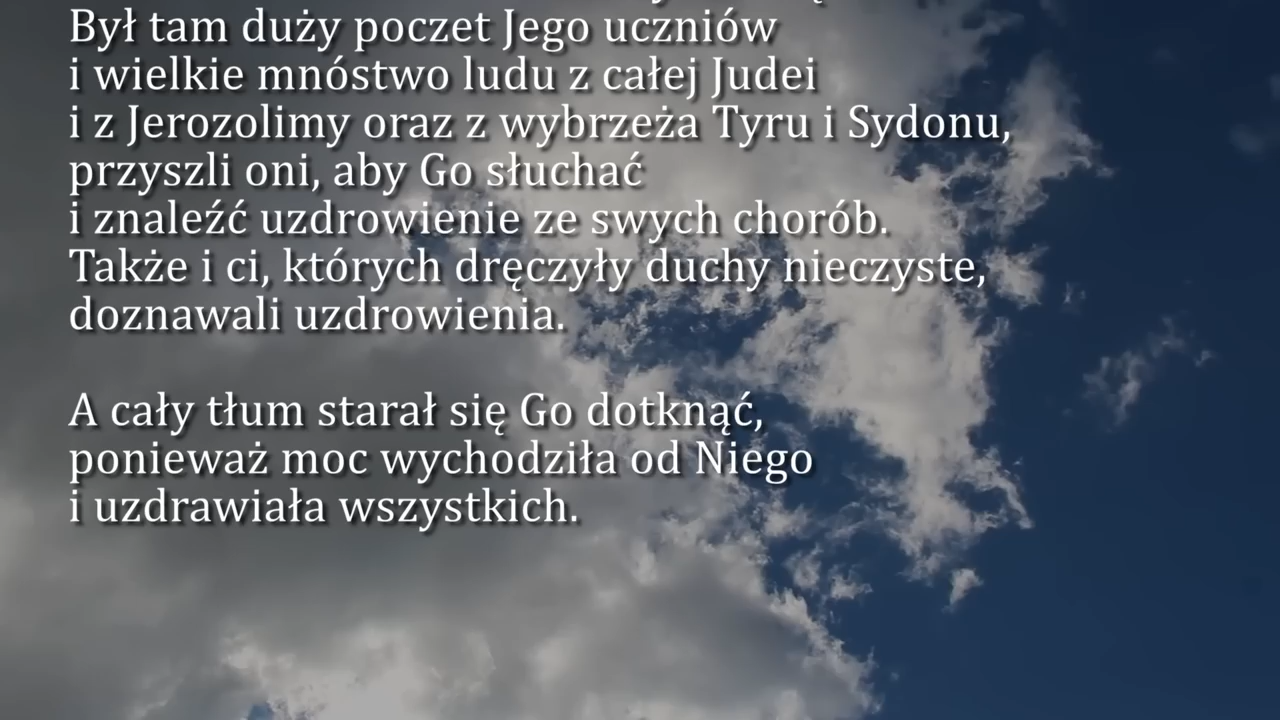 Był tam duży poczet Jego uczniów
i wielkie mnóstwo ludu z całej Judei
i z Jerozolimy oraz z wybrzeża Tyru i Sydonu,
przyszli oni, aby Go słuchać
i znaleźć uzdrowienie ze swych chorób.
Także i ci, których dręczyły duchy nieczyste,
doznawali uzdrowienia.
A cały tłum starał się Go dotknąć,
ponieważ moc wychodziła od Niego
i uzdrawiała wszystkich.